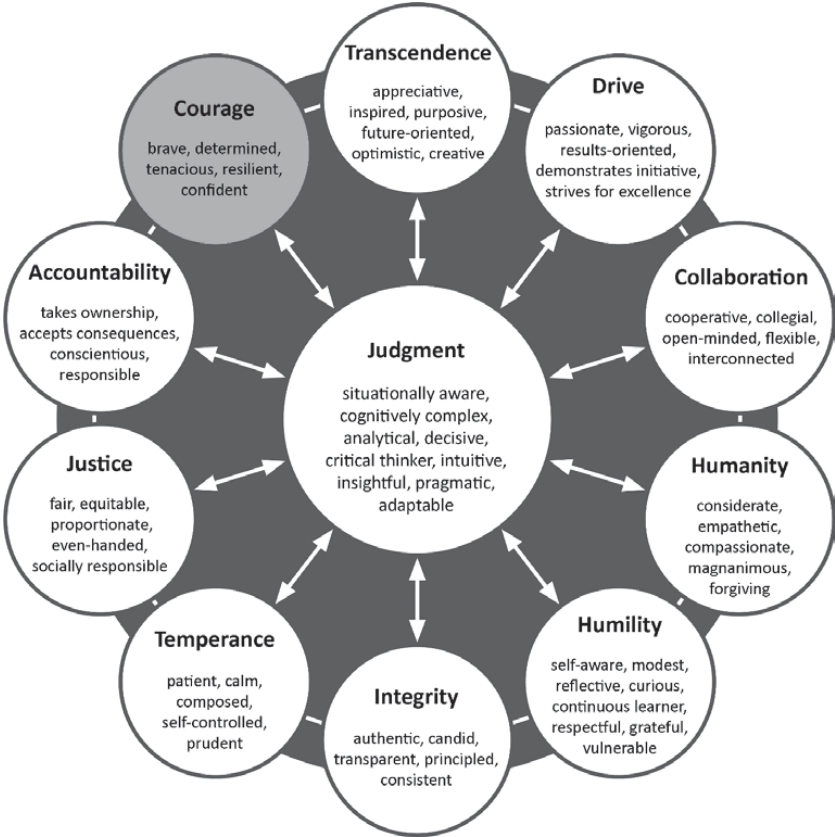 Transcendence
appreciative,
inspired, purposive,
future-oriented,
optimistic, creative
Drive
passionate, vigorous,
results-oriented,
demonstrates initiative,
strives for excellence
Collaboration
cooperative, collegial,
open-minded, flexible,
interconnected
Humanity
considerate,
empathetic,
compassionate,
magnanimous,
forgiving
Humility
self-aware, modest,
reflective, curious,
continuous learner,
respectful, grateful,
vulnerable
Integrity
authentic, candid,
transparent, principled,
consistent
Temperance
patient, calm,
composed,
self-controlled,
prudent
Justice
fair, equitable,
proportionate,
even-handed,
socially responsible
Accountability
takes ownership,
accepts consequences,
conscientious,
responsible
Courage
brave, determined,
tenacious, resilient,
confident
Judgment
situationally aware,
cognitively complex,
analytical, decisive,
critical thinker, intuitive,
insightful, pragmatic,
adaptable